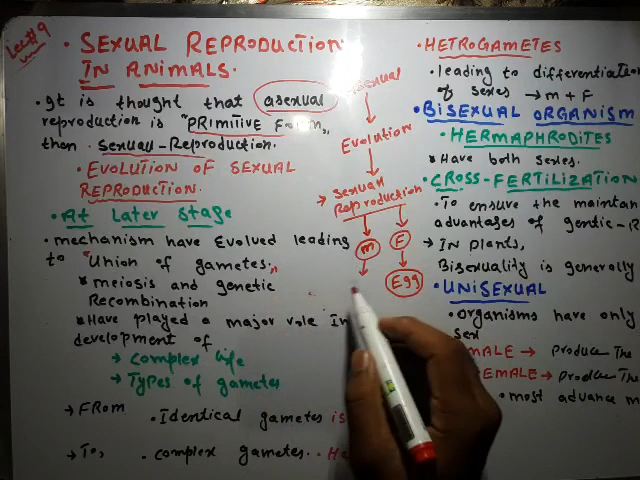 Lec#9
• SEXUAL REPRODUCTION
IN ANIMALS.
• It is thought that asexual
reproduction is "PRIMITIVE FORM,,
then . Sexual-Reproduction.
• EVOLUTION OF SEXUAL
REPRODUCTION.
• At Later Stage
• mechanism have Evolved leading
to "Union of gametes,,
* meiosis and genetic
Recombination
* Have played a major role In
development of
→ Complex life
→ Types of gametes
→ FRom . Identical gametes is
→ To, . complex gametes.. He
Evolution
→ Sexual
Reproduction
M F
Egg
• HETROGAMETES
• leading to differentiatio
of sexes → m + F
• BISEXUAL ORGANISM
• HERMAPHRODITES
* Have both sexes.
• CROSS-FERTILIZATION
• To ensure the maintan
advantages of gentic-R
→ In plants,
Bisexuality is generally
• UNISEXUAL
• organisms have only
sex
MALE → produce The
FEMALE → produce The
• most advance m